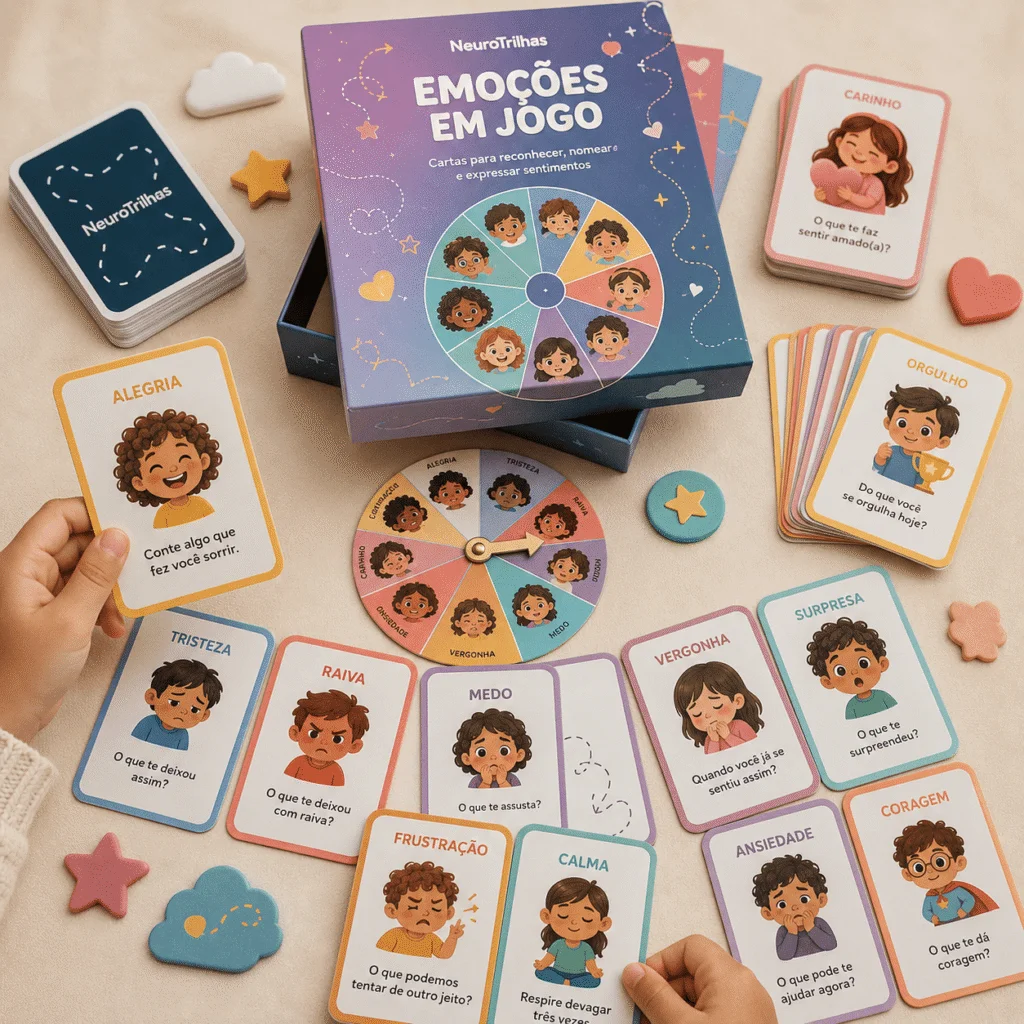 NeuroTrilhas
EMOÇÕES
EM JOGO
Cartas para reconhecer, nomear
e expressar sentimentos
NeuroTrilhas
CARINHO
O que te faz
sentir amado(a)?
ALEGRIA
Conte algo que
fez você sorrir.
ORGULHO
Do que você
se orgulha hoje?
ALEGRIA
TRISTEZA
RAIVA
MEDO
VERGONHA
CARINHO
TRISTEZA
O que te deixou
assim?
RAIVA
O que te deixou
com raiva?
MEDO
O que te assusta?
VERGONHA
Quando você já se
sentiu assim?
SURPRESA
O que te
surpreendeu?
FRUSTRAÇÃO
O que podemos
tentar de outro jeito?
CALMA
Respire devagar
três vezes
ANSIEDADE
O que pode te
ajudar agora?
CORAGEM
O que te dá
coragem?